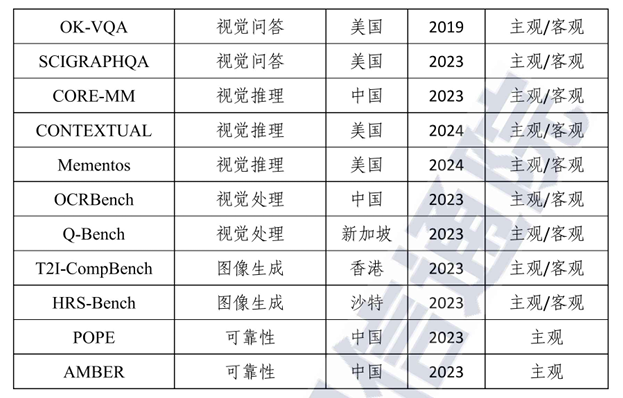 OK-VQA 视觉问答 美国 2019 主观/客观
SCIGRAPHQA 视觉问答 美国 2023 主观/客观
CORE-MM 视觉推理 中国 2023 主观/客观
CONTEXTUAL 视觉推理 美国 2024 主观/客观
Mementos 视觉推理 美国 2024 主观/客观
OCRBench 视觉处理 中国 2023 主观/客观
Q-Bench 视觉处理 新加坡 2023 主观/客观
T2I-CompBench 图像生成 香港 2023 主观/客观
HRS-Bench 图像生成 沙特 2023 主观/客观
POPE 可靠性 中国 2023 主观
AMBER 可靠性 中国 2023 主观
信通院